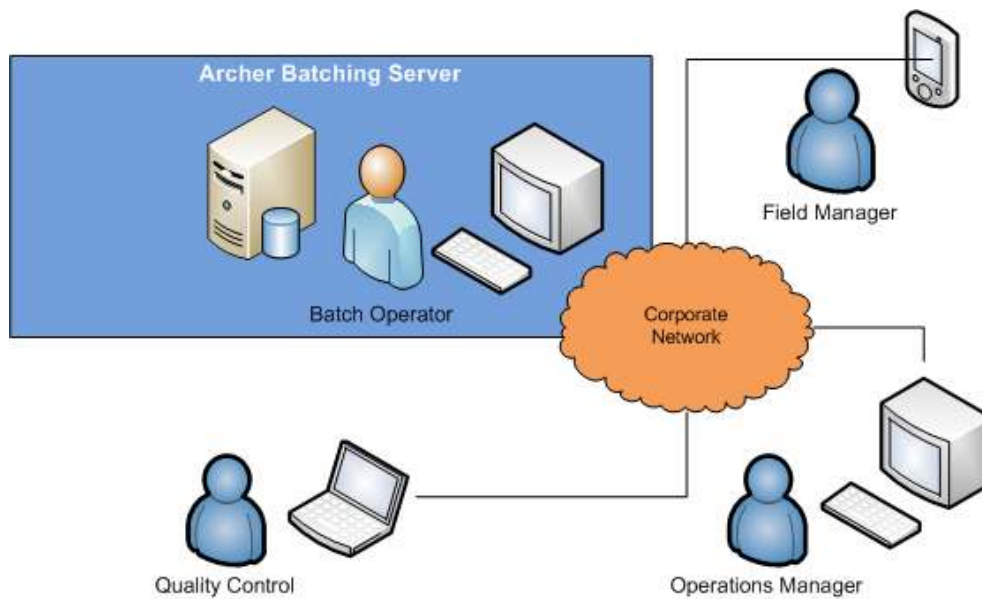 Archer Batching Server
Batch Operator
Field Manager
Corporate
Network
Quality Control
Operations Manager